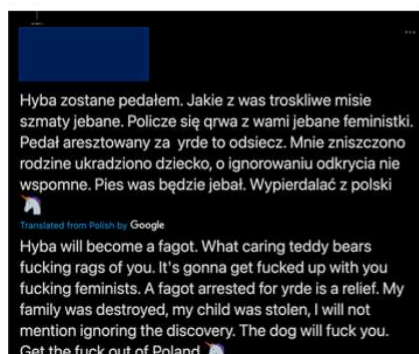 Hyba zostane pedałem. Jakie z was troskliwe misie
szmaty jebane. Policze się qrwa z wami jebane feministki.
Pedał aresztowany za yrde to odsiecz. Mnie zniszczono
rodzine ukradziono dziecko, o ignorowaniu odkrycia nie
wspomne. Pies was będzie jebał. Wypierdalać z polski
🦄
Translated from Polish by Google
Hyba will become a fagot. What caring teddy bears
fucking rags of you. It's gonna get fucked up with you
fucking feminists. A fagot arrested for yrde is a relief. My
family was destroyed, my child was stolen, I will not
mention ignoring the discovery. The dog will fuck you.
Get the fuck out of Poland 🦄